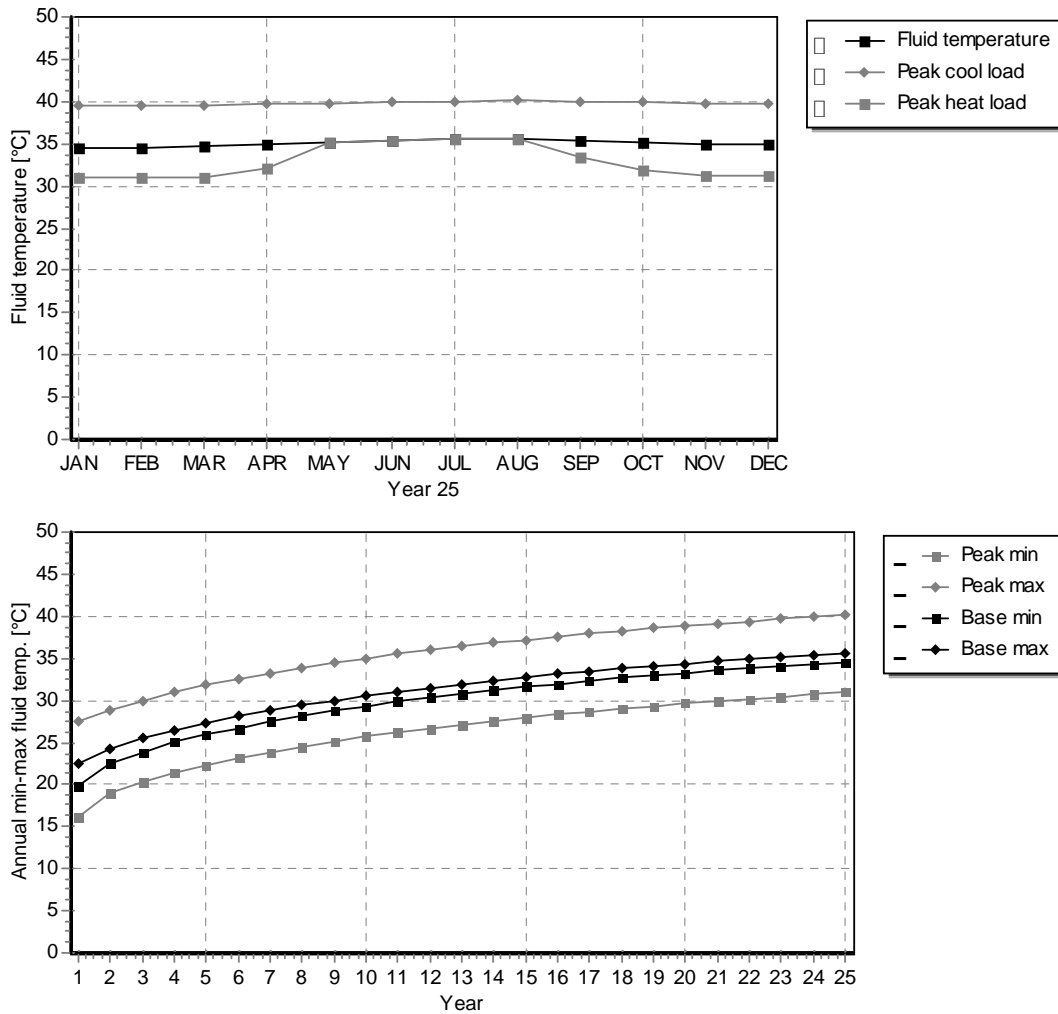 Fluid temperature [°C]
50
45
40
35
30
25
20
15
10
5
0
JAN FEB MAR APR MAY JUN JUL AUG SEP OCT NOV DEC
Year 25
Fluid temperature
Peak cool load
Peak heat load
Annual min-max fluid temp. [°C]
50
45
40
35
30
25
20
15
10
5
0
1 2 3 4 5 6 7 8 9 10 11 12 13 14 15 16 17 18 19 20 21 22 23 24 25
Year
Peak min
Peak max
Base min
Base max